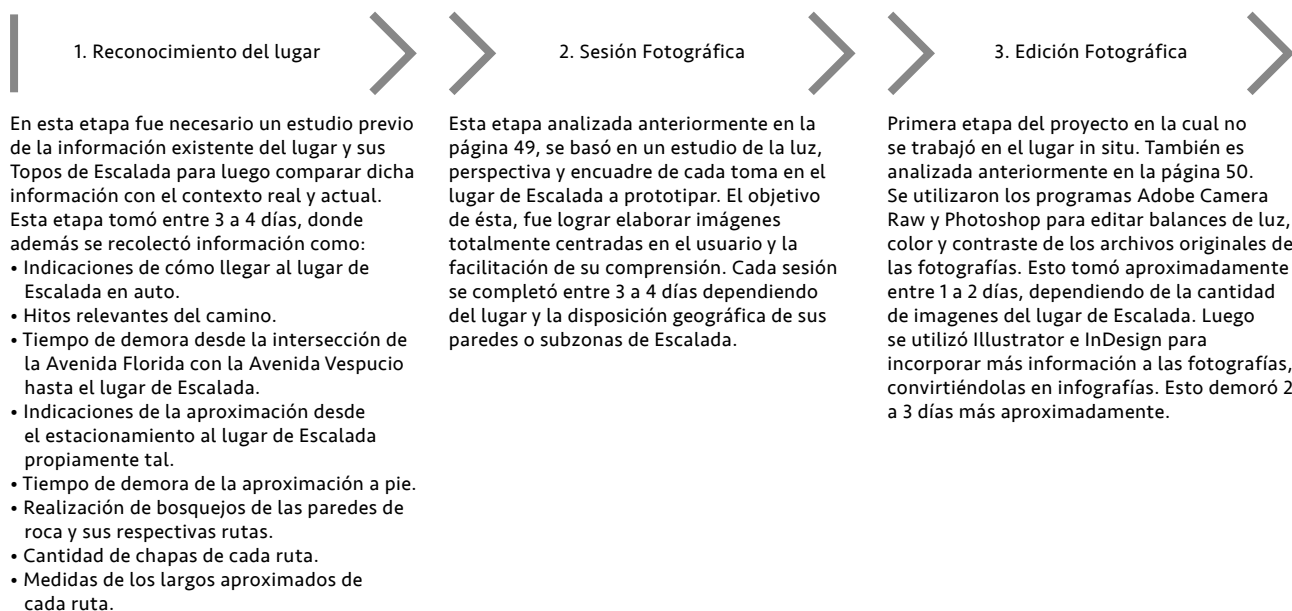 1. Reconocimiento del lugar
En esta etapa fue necesario un estudio previo
de la información existente del lugar y sus
Topos de Escalada para luego comparar dicha
información con el contexto real y actual.
Esta etapa tomó entre 3 a 4 días, donde
además se recolectó información como:
• Indicaciones de cómo llegar al lugar de
Escalada en auto.
• Hitos relevantes del camino.
• Tiempo de demora desde la intersección de
la Avenida Florida con la Avenida Vespucio
hasta el lugar de Escalada.
• Indicaciones de la aproximación desde
el estacionamiento al lugar de Escalada
propiamente tal.
• Tiempo de demora de la aproximación a pie.
• Realización de bosquejos de las paredes de
roca y sus respectivas rutas.
• Cantidad de chapas de cada ruta.
• Medidas de los largos aproximados de
cada ruta.
2. Sesión Fotográfica
Esta etapa analizada anteriormente en la
página 49, se basó en un estudio de la luz,
perspectiva y encuadre de cada toma en el
lugar de Escalada a prototipar. El objetivo
de ésta, fue lograr elaborar imágenes
totalmente centradas en el usuario y la
facilitación de su comprensión. Cada sesión
se completó entre 3 a 4 días dependiendo
del lugar y la disposición geográfica de sus
paredes o subzonas de Escalada.
3. Edición Fotográfica
Primera etapa del proyecto en la cual no
se trabajó en el lugar in situ. También es
analizada anteriormente en la página 50.
Se utilizaron los programas Adobe Camera
Raw y Photoshop para editar balances de luz,
color y contraste de los archivos originales de
las fotografías. Esto tomó aproximadamente
entre 1 a 2 días, dependiendo de la cantidad
de imagenes del lugar de Escalada. Luego
se utilizó Illustrator e InDesign para
incorporar más información a las fotografías,
convirtiéndolas en infografías. Esto demoró 2
a 3 días más aproximadamente.